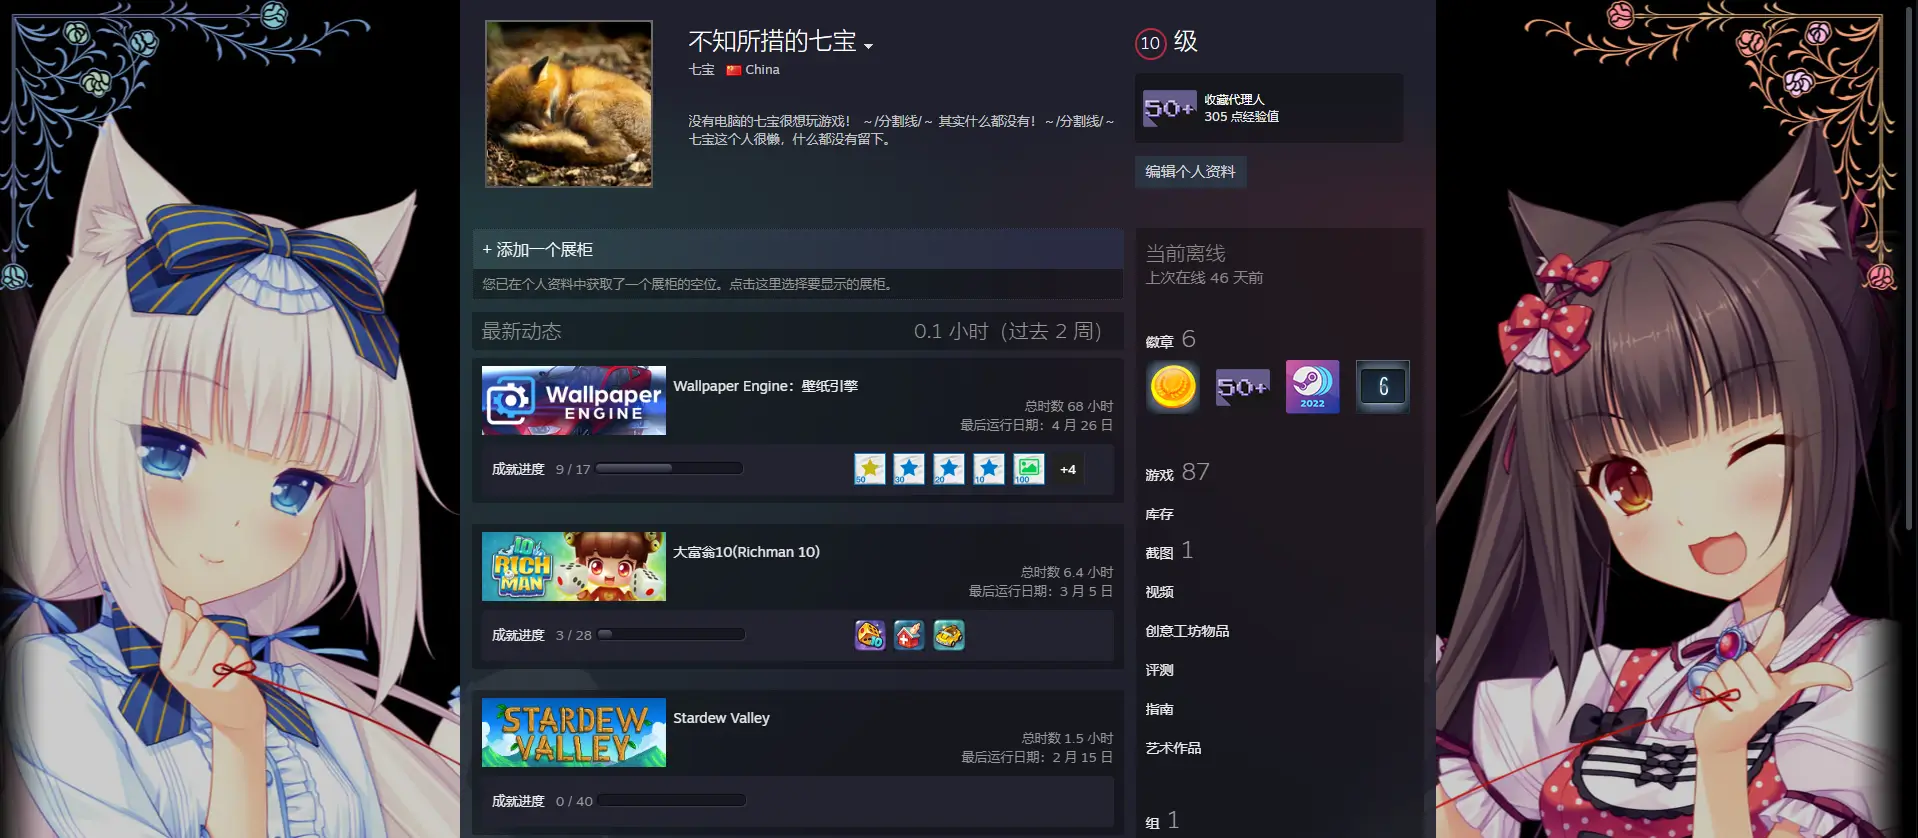 不知所措的七宝
七宝 China
没有电脑的七宝很想玩游戏！ ～/分割线/～ 其实什么都没有！～/分割线/～
七宝这个人很懒，什么都没有留下。
10 级
50+
收藏代理人
305 点经验值
编辑个人资料
+ 添加一个展柜
您已在个人资料中获取了一个展柜的空位。点击这里选择要显示的展柜。
最新动态
0.1 小时（过去 2 周）
Wallpaper ENGINE
Wallpaper Engine：壁纸引擎
总时数 68 小时
最后运行日期：4 月 26 日
成就进度 9 / 17
50 30 20 10 100 +4
10 RICH MAN
大富翁10(Richman 10)
总时数 6.4 小时
最后运行日期：3 月 5 日
成就进度 3 / 28
10
STARDEW VALLEY
Stardew Valley
总时数 1.5 小时
最后运行日期：2 月 15 日
成就进度 0 / 40
当前离线
上次在线 46 天前
徽章 6
50+ 2022 6
游戏 87
库存
截图 1
视频
创意工坊物品
评测
指南
艺术作品
组 1